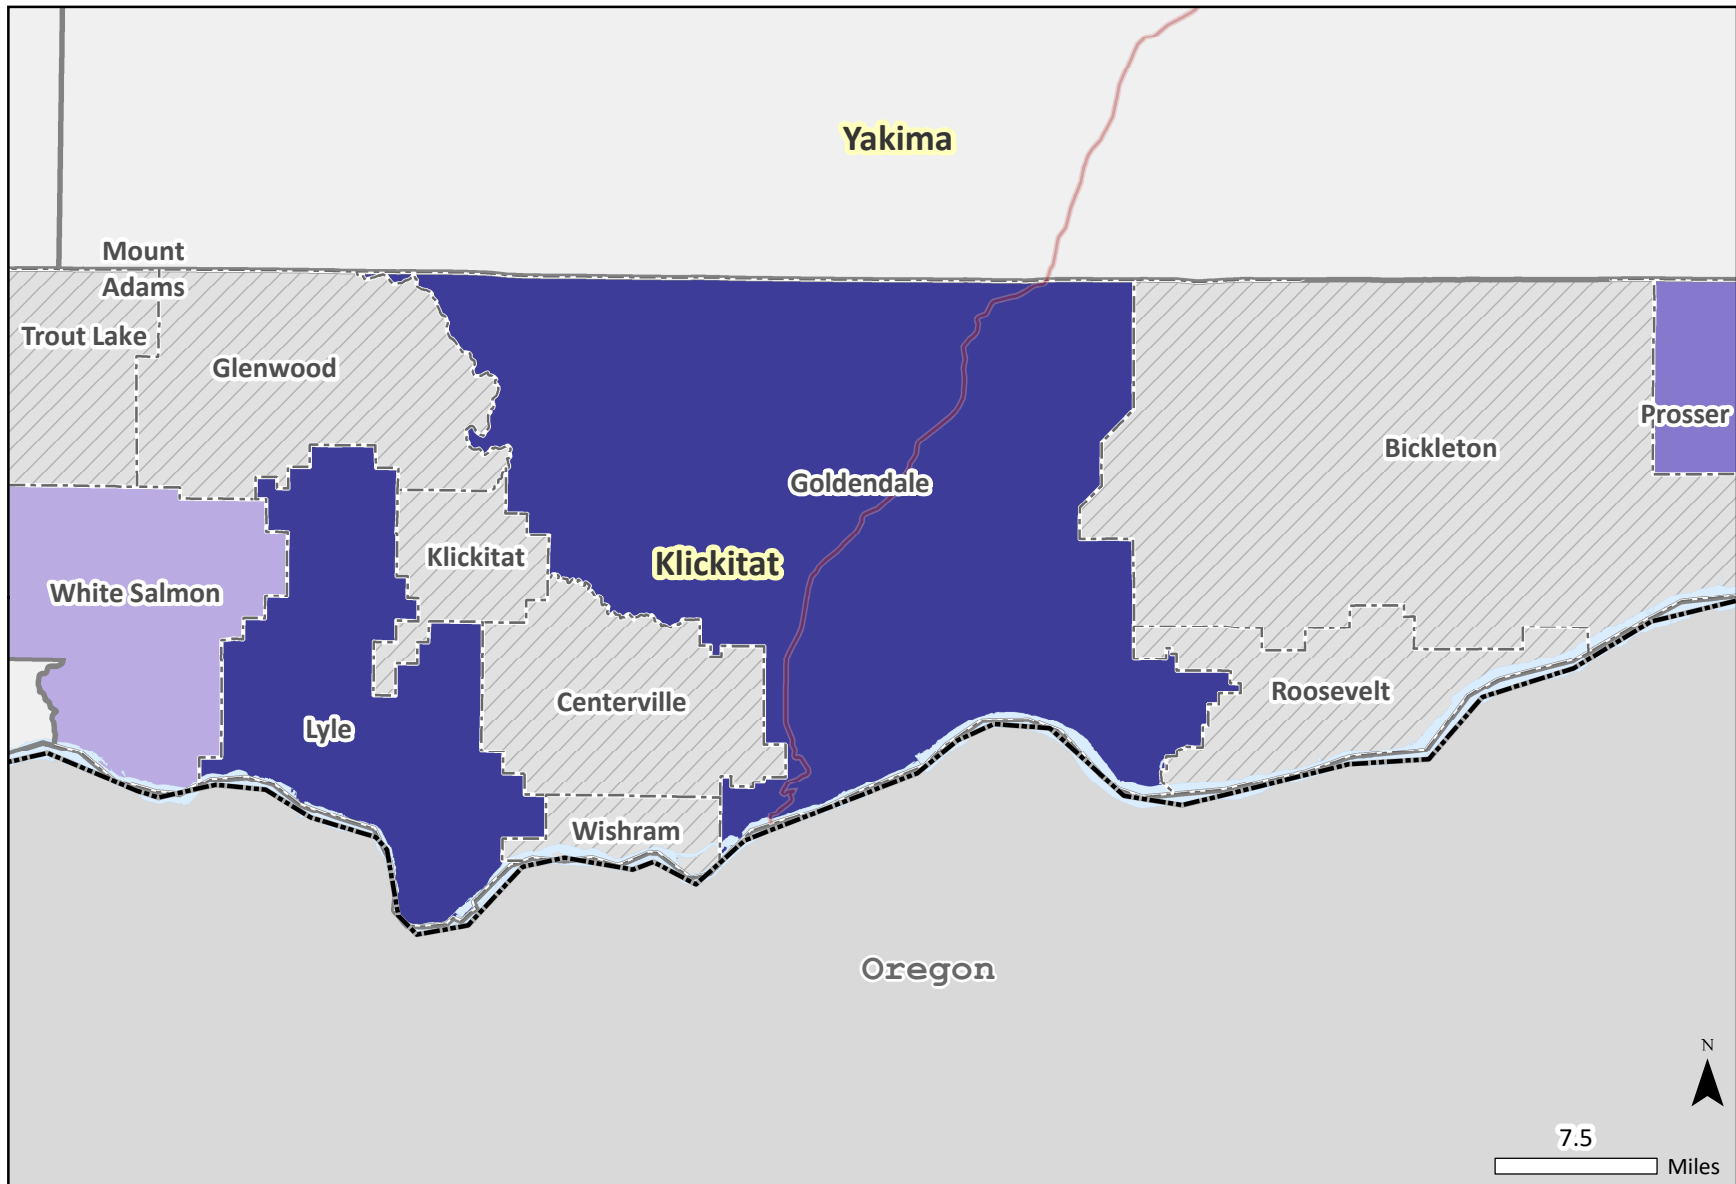 Yakima
Mount
Adams
Trout Lake
Glenwood
Prosser
Bickleton
Goldendale
Klickitat
Klickitat
White Salmon
Roosevelt
Centerville
Lyle
Wishram
Oregon
N
7.5
Miles